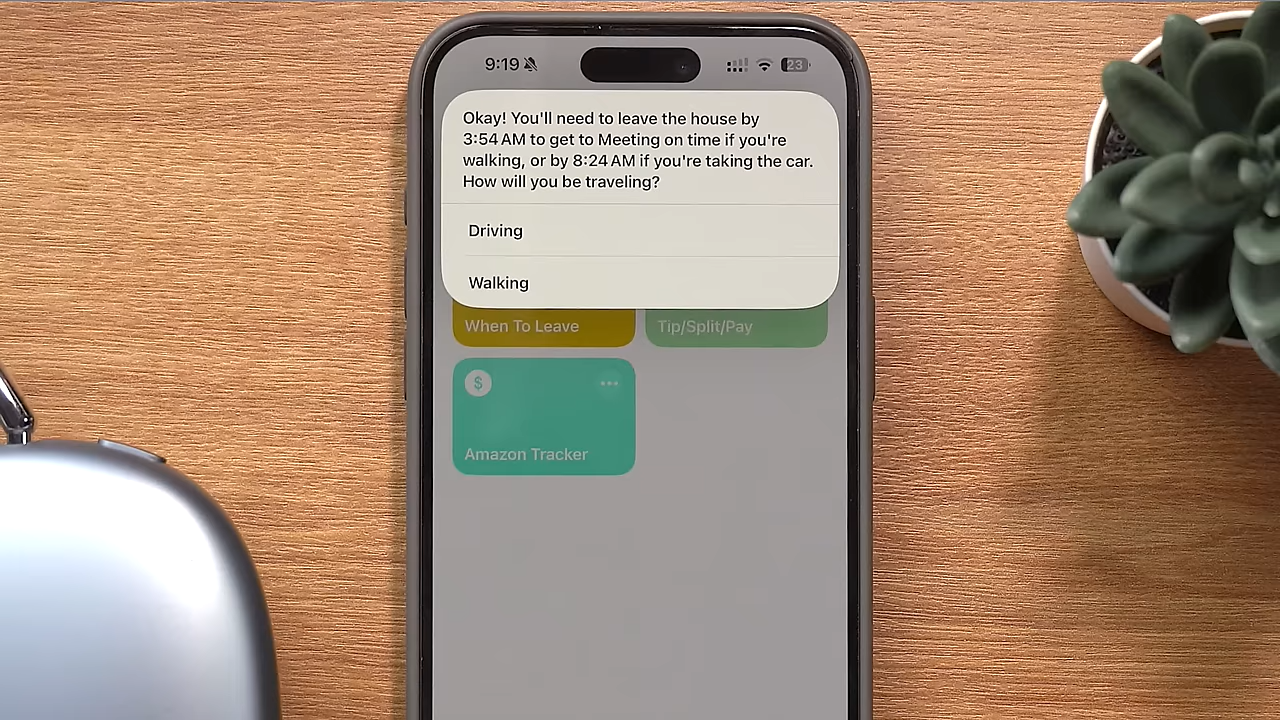 9:19
23
Okay! You'll need to leave the house by
3:54 AM to get to Meeting on time if you're
walking, or by 8:24 AM if you're taking the car.
How will you be traveling?
Driving
Walking
When To Leave
Tip/Split/Pay
$
Amazon Tracker